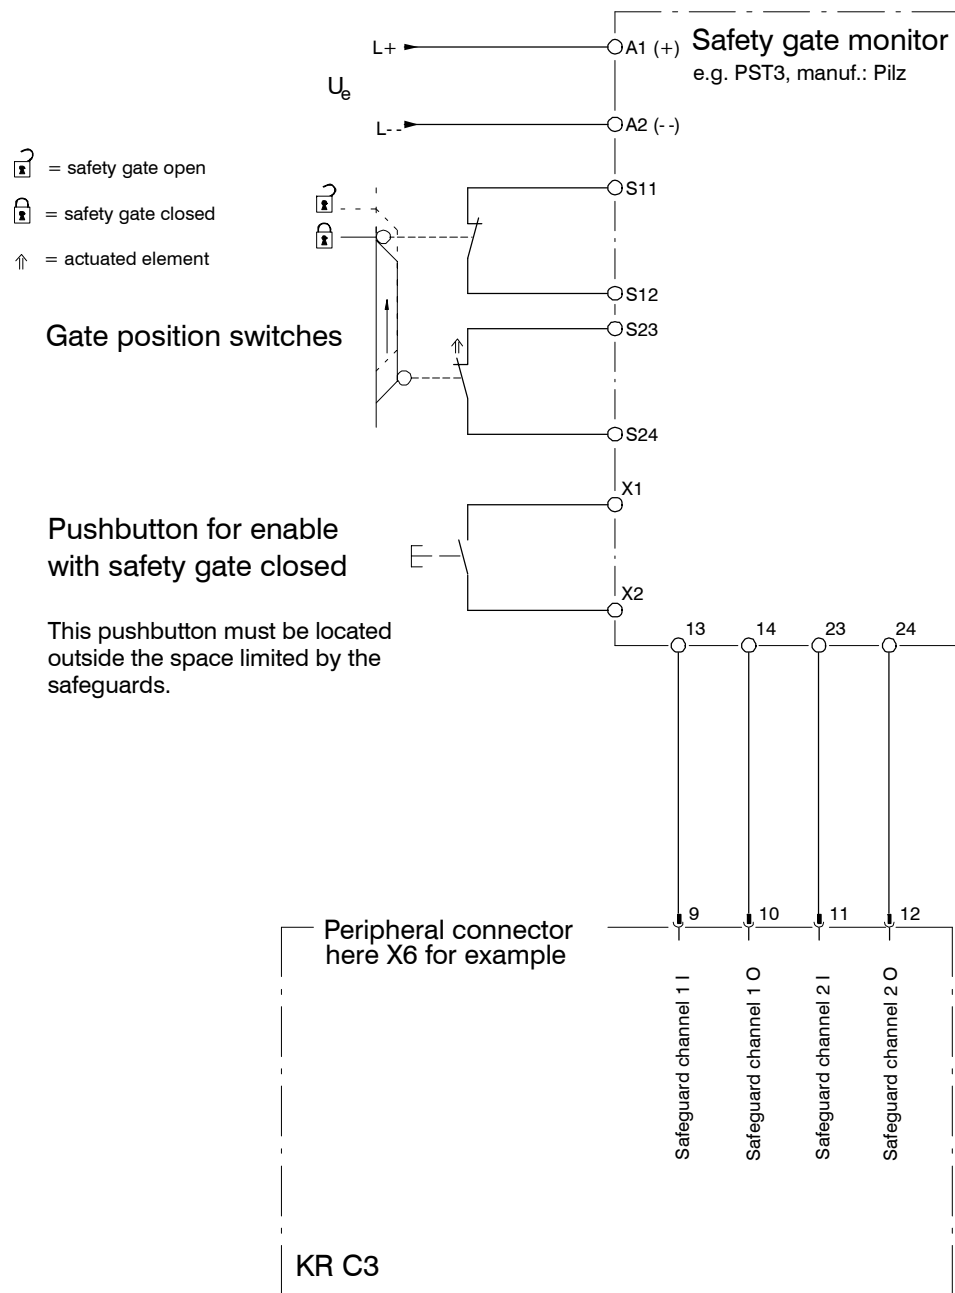 L+
A1 (+)
Safety gate monitor
e.g. PST3, manuf.: Pilz
Ue
L--
A2 (--)
= safety gate open
= safety gate closed
= actuated element
S11
S12
Gate position switches
S23
S24
X1
Pushbutton for enable
with safety gate closed
X2
This pushbutton must be located
outside the space limited by the
safeguards.
13
14
23
24
9
10
11
12
Peripheral connector
here X6 for example
Safeguard channel 1 I
Safeguard channel 1 O
Safeguard channel 2 I
Safeguard channel 2 O
KR C3